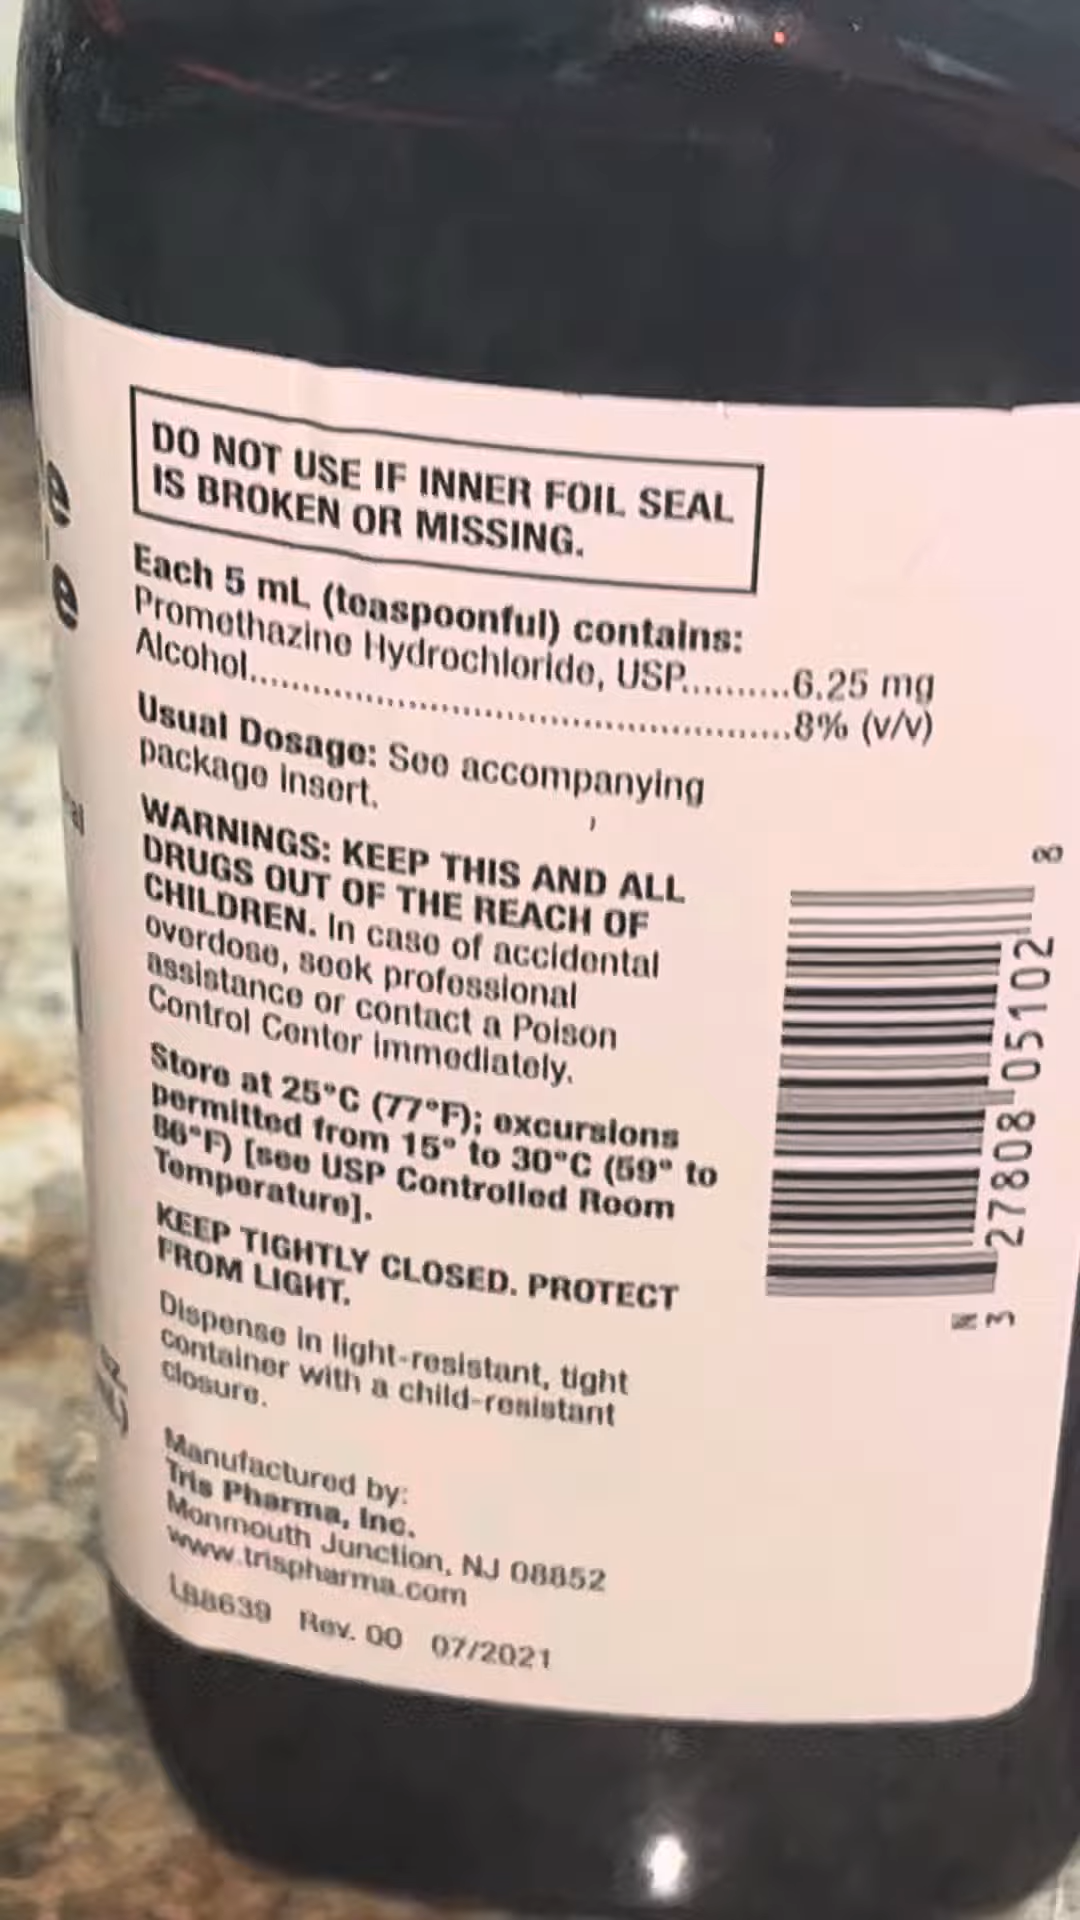 DO NOT USE IF INNER FOIL SEAL
IS BROKEN OR MISSING.
Each 5 mL (teaspoonful) contains:
Promethazine Hydrochloride, USP..........6.25 mg
Alcohol..........................................8% (v/v)
Usual Dosage: See accompanying
package insert.
WARNINGS: KEEP THIS AND ALL
DRUGS OUT OF THE REACH OF
CHILDREN. In case of accidental
overdose, seek professional
assistance or contact a Poison
Control Center immediately.
Store at 25°C (77°F); excursions
permitted from 15° to 30°C (59° to
86°F) [see USP Controlled Room
Temperature].
KEEP TIGHTLY CLOSED. PROTECT
FROM LIGHT.
Dispense in light-resistant, tight
container with a child-resistant
closure.
Manufactured by:
Tris Pharma, Inc.
Monmouth Junction, NJ 08852
www.trispharma.com
LB8639 Rev. 00 07/2021
3 27808 05102 8